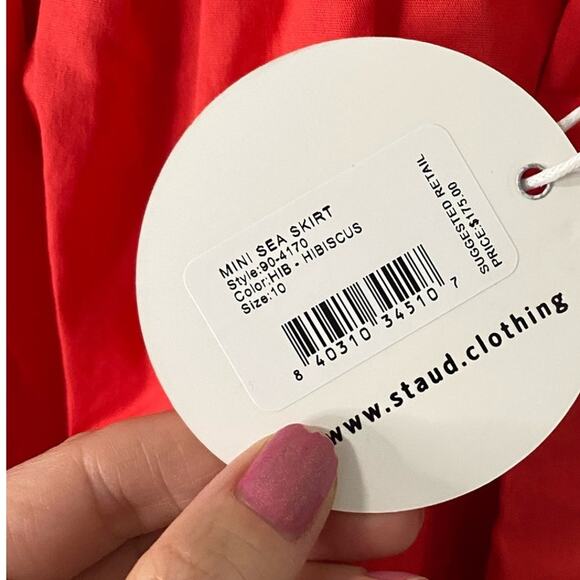 MINI SEA SKIRT
Style:90-4170
Color:HIB - HIBISCUS
Size:10
8 40310 34510 7
SUGGESTED RETAIL
PRICE:$175.00
www.staud.clothing